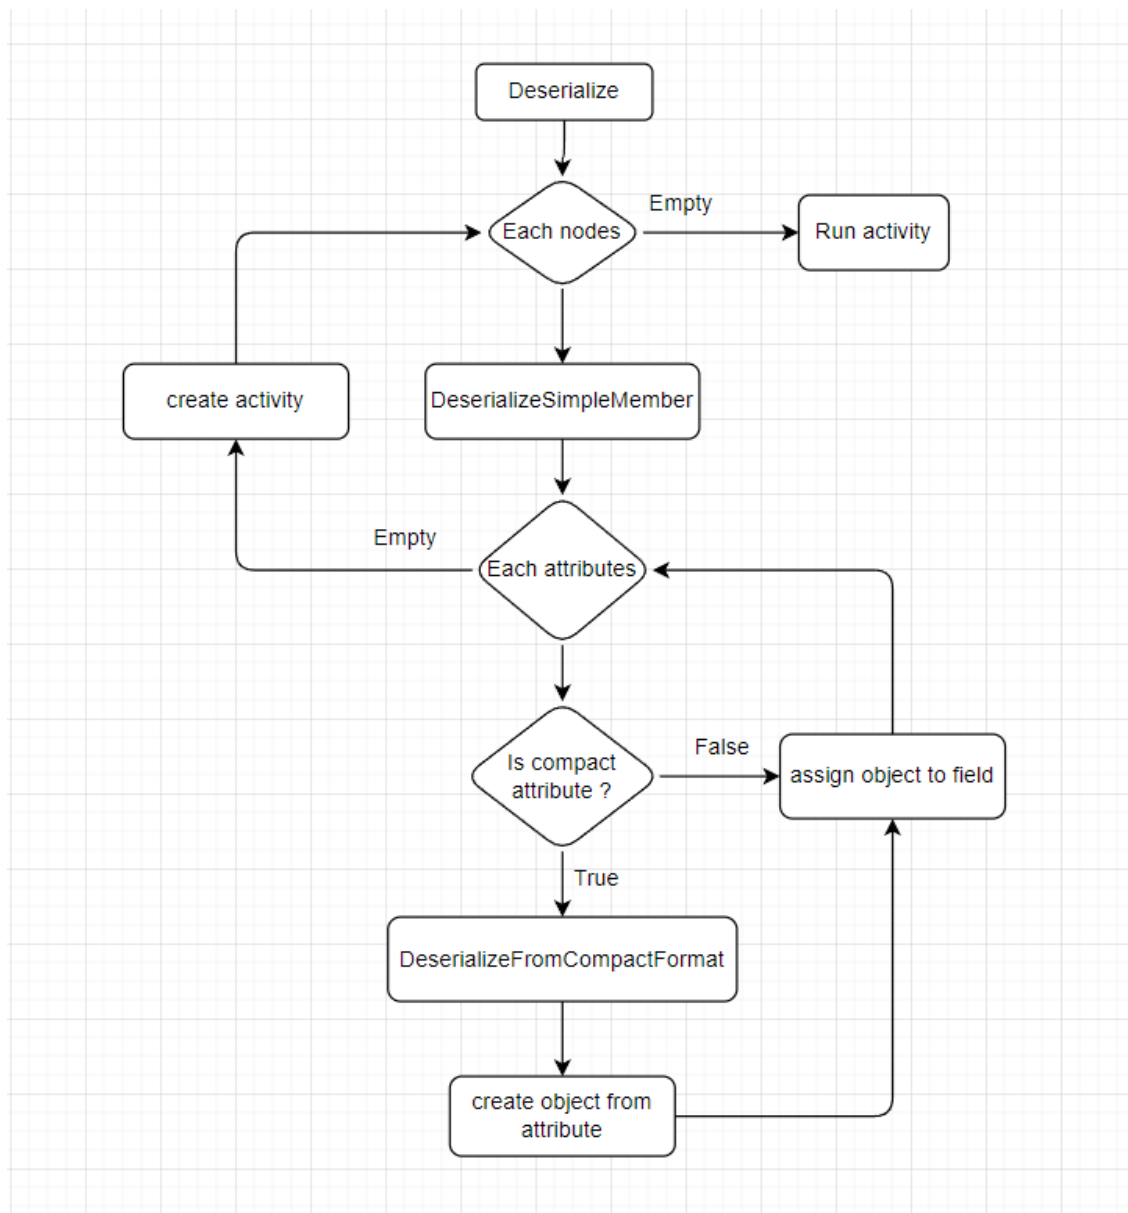 Deserialize
Empty
Each nodes
Run activity
create activity
DeserializeSimpleMember
Empty
Each attributes
Is compact
attribute ?
False
assign object to field
True
DeserializeFromCompactFormat
create object from
attribute